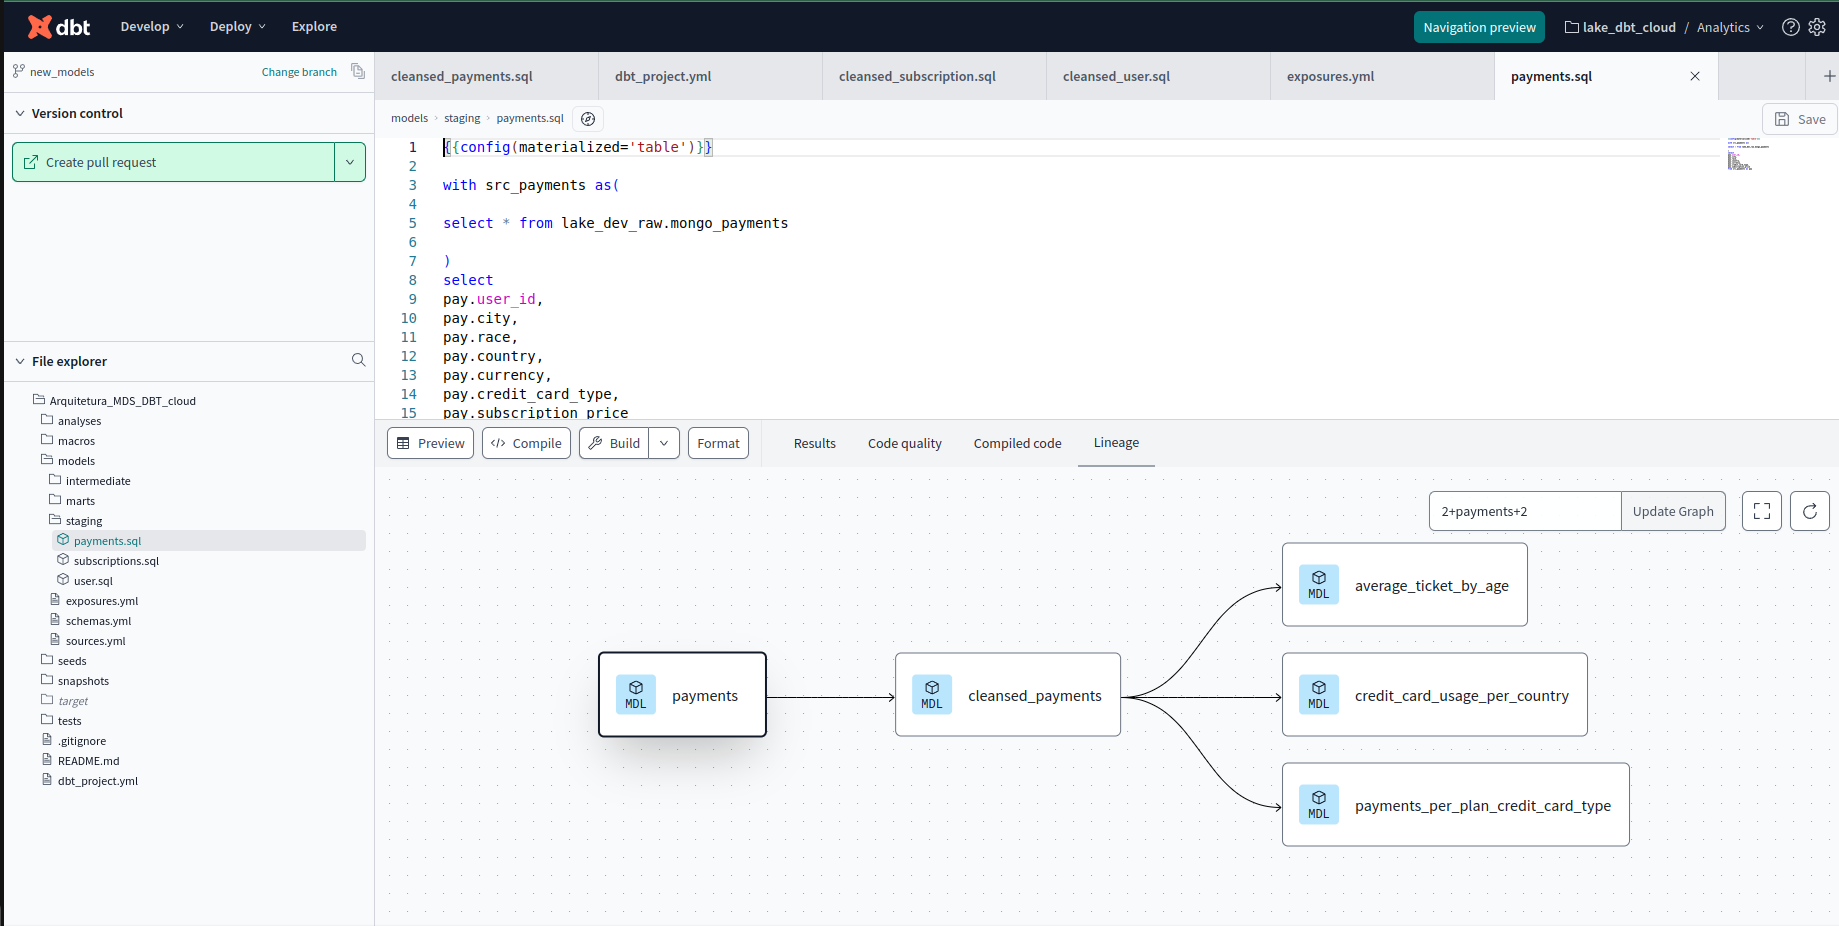 dbt
Develop
Deploy
Explore
Navigation preview
lake_dbt_cloud / Analytics
new_models
Change branch
Version control
Create pull request
File explorer
Arquitetura_MDS_DBT_cloud
analyses
macros
models
intermediate
marts
staging
payments.sql
subscriptions.sql
user.sql
exposures.yml
schemas.yml
sources.yml
seeds
snapshots
target
tests
.gitignore
README.md
dbt_project.yml
cleansed_payments.sql
dbt_project.yml
cleansed_subscription.sql
cleansed_user.sql
exposures.yml
payments.sql
models › staging › payments.sql
Save
1 {{config(materialized='table')}}
2
3 with src_payments as(
4
5 select * from lake_dev_raw.mongo_payments
6
7 )
8 select
9 pay.user_id,
10 pay.city,
11 pay.race,
12 pay.country,
13 pay.currency,
14 pay.credit_card_type,
15 pay.subscription_price
Preview
</> Compile
Build
Format
Results
Code quality
Compiled code
Lineage
2+payments+2
Update Graph
MDL average_ticket_by_age
MDL payments
MDL cleansed_payments
MDL credit_card_usage_per_country
MDL payments_per_plan_credit_card_type